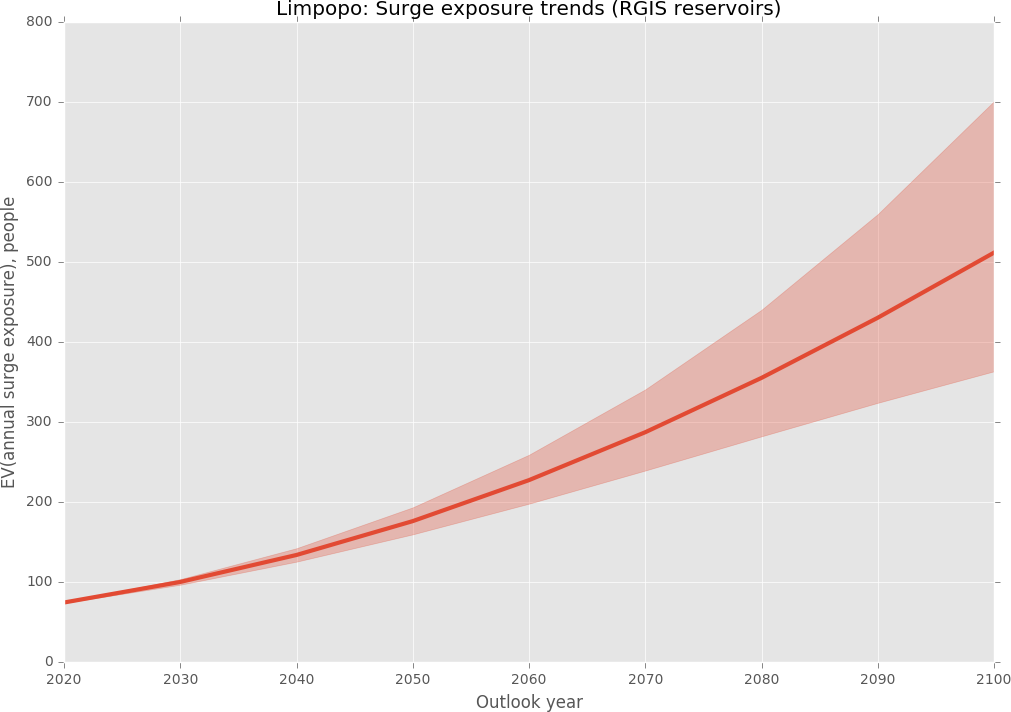 Limpopo: Surge exposure trends (RGIS reservoirs)
EV(annual surge exposure), people
800
700
600
500
400
300
200
100
0
2020 2030 2040 2050 2060 2070 2080 2090 2100
Outlook year